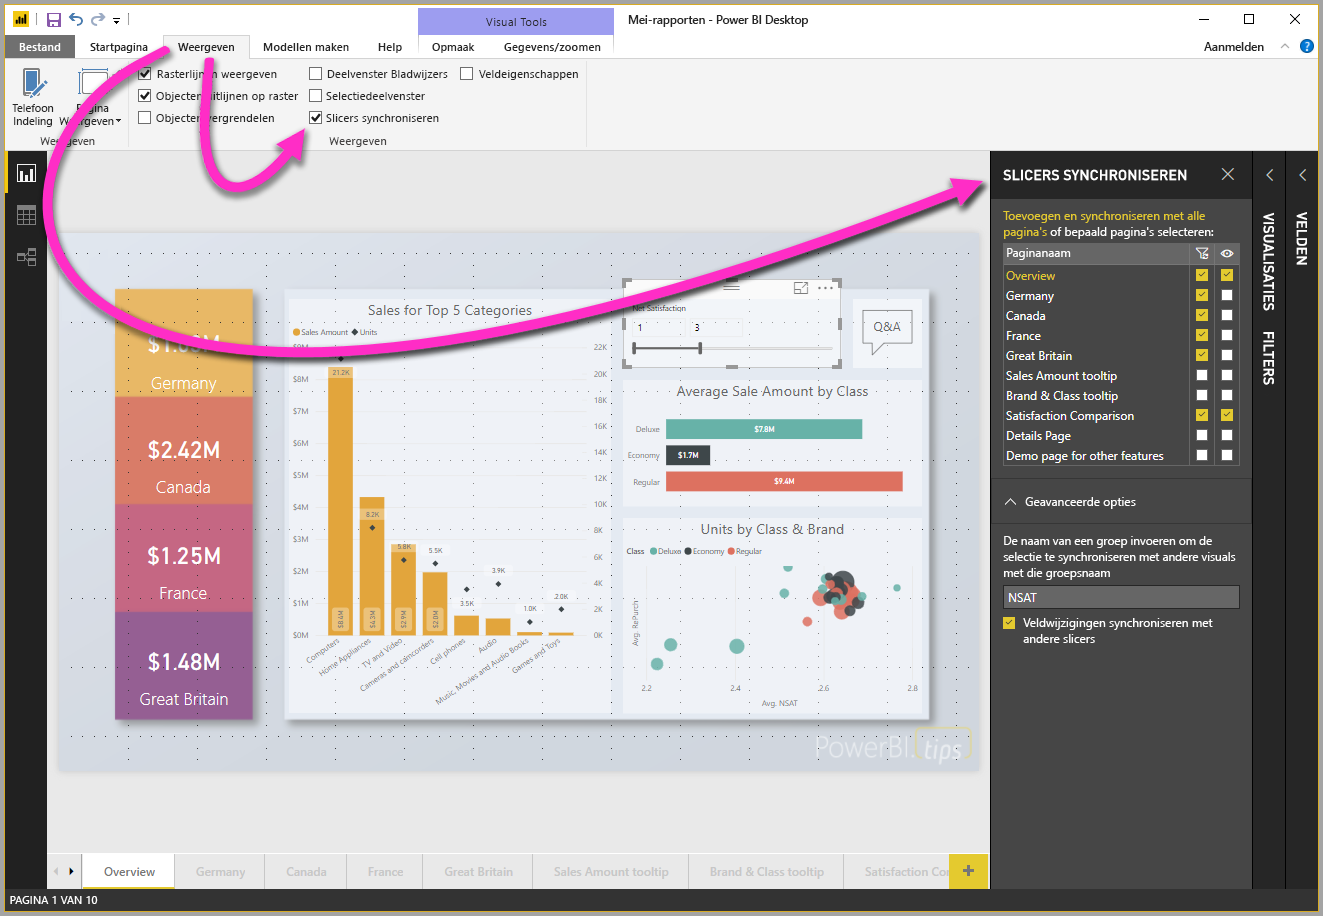 Visual Tools
Mei-rapporten - Power BI Desktop
Bestand
Startpagina
Weergeven
Modellen maken
Help
Opmaak
Gegevens/zoomen
Aanmelden
Telefoon
Indeling
Pagina
Weergeven
Weergeven
Rasterlijnen weergeven
Objecten uitlijnen op raster
Objecten vergrendelen
Deelvenster Bladwijzers
Selectiedeelvenster
Slicers synchroniseren
Veldeigenschappen
Weergeven
Germany
$2.42M
Canada
$1.25M
France
$1.48M
Great Britain
Sales for Top 5 Categories
Sales Amount Units
$8M
$7M
$6M
$5M
$4M
$3M
$2M
$1M
$0M
22K
20K
18K
16K
14K
12K
10K
8K
6K
4K
2K
0K
21.2K
8.2K
5.8K
5.5K
3.5K
3.9K
1.0K
2.0K
$8.4M
$4.3M
$2.9M
$2.0M
Computers
Home Appliances
TV and Video
Cameras and camcorders
Cell phones
Audio
Music, Movies and Audio Books
Games and Toys
Net Satisfaction
1
3
Q&A
Average Sale Amount by Class
Deluxe
$7.8M
Economy
$1.7M
Regular
$9.4M
Units by Class & Brand
Class Deluxe Economy Regular
Avg. RePurch
2.2
2.4
2.6
2.8
Avg. NSAT
PowerBI.tips
SLICERS SYNCHRONISEREN
Toevoegen en synchroniseren met alle
pagina's of bepaald pagina's selecteren:
Paginanaam
Overview
Germany
Canada
France
Great Britain
Sales Amount tooltip
Brand & Class tooltip
Satisfaction Comparison
Details Page
Demo page for other features
Geavanceerde opties
De naam van een groep invoeren om de
selectie te synchroniseren met andere visuals
met die groepsnaam
NSAT
Veldwijzigingen synchroniseren met
andere slicers
VISUALISATIES
FILTERS
VELDEN
Overview
Germany
Canada
France
Great Britain
Sales Amount tooltip
Brand & Class tooltip
Satisfaction Co
PAGINA 1 VAN 10